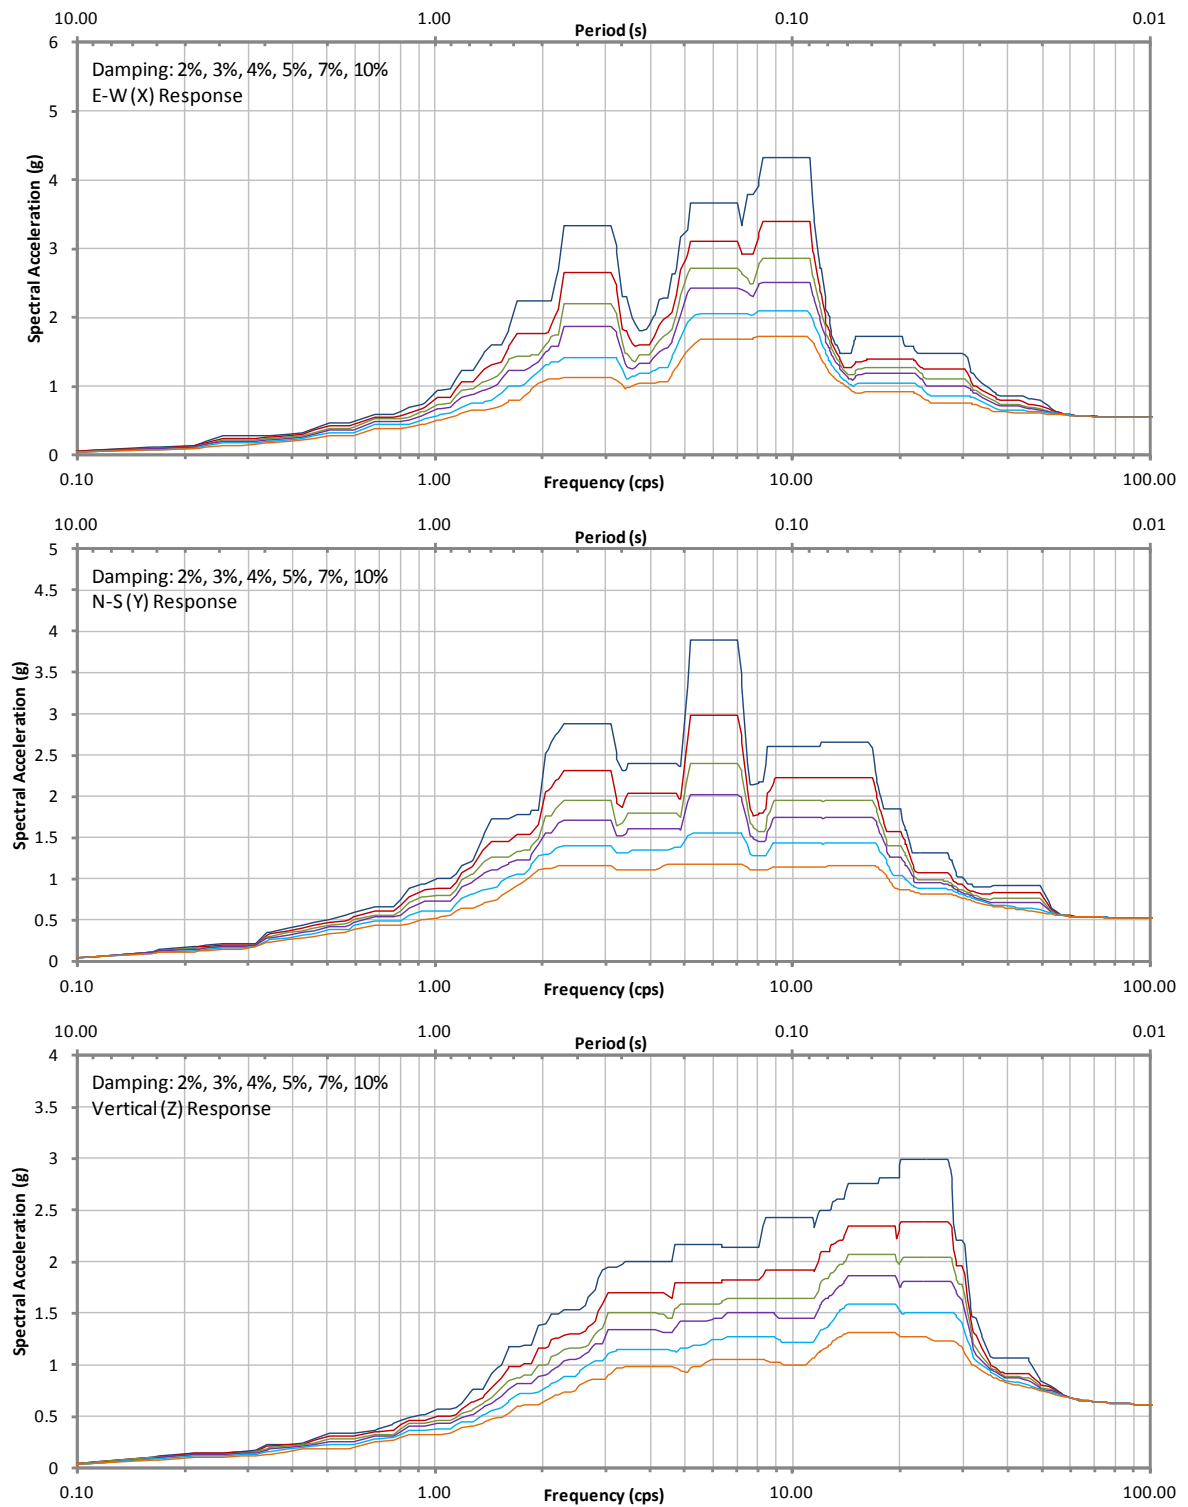 10.00 1.00 0.10 0.01
Period (s)
6
Damping: 2%, 3%, 4%, 5%, 7%, 10%
E-W (X) Response
5
4
3
2
1
0
Spectral Acceleration (g)
0.10 1.00 10.00 100.00
Frequency (cps)
10.00 1.00 0.10 0.01
Period (s)
5
Damping: 2%, 3%, 4%, 5%, 7%, 10%
N-S (Y) Response
4.5
4
3.5
3
2.5
2
1.5
1
0.5
0
Spectral Acceleration (g)
0.10 1.00 10.00 100.00
Frequency (cps)
10.00 1.00 0.10 0.01
Period (s)
4
Damping: 2%, 3%, 4%, 5%, 7%, 10%
Vertical (Z) Response
3.5
3
2.5
2
1.5
1
0.5
0
Spectral Acceleration (g)
0.10 1.00 10.00 100.00
Frequency (cps)